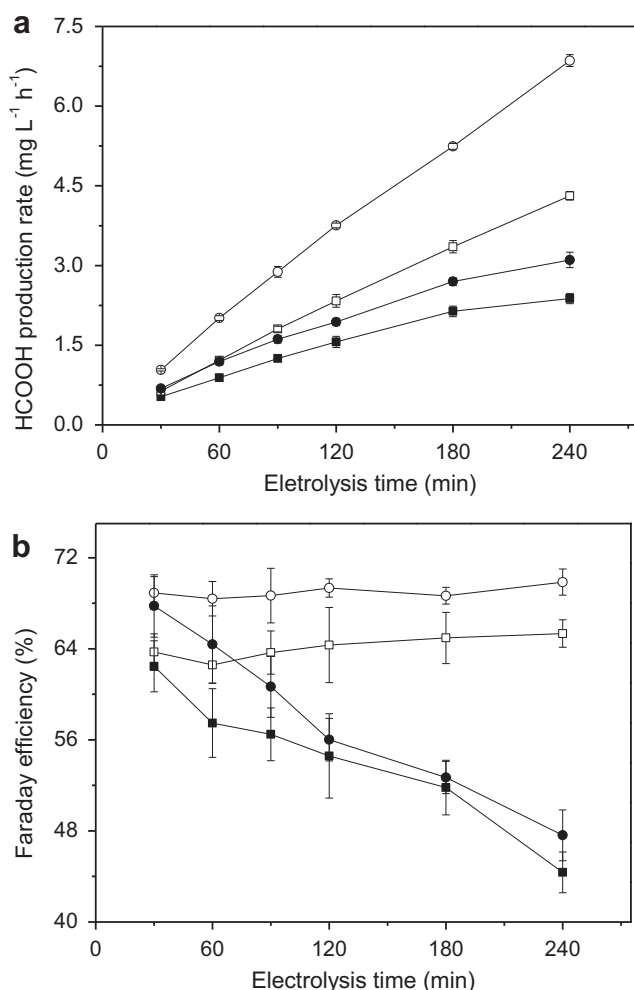 a
7.5
6.0
4.5
3.0
1.5
0.0
HCOOH production rate (mg L⁻¹ h⁻¹)
0 60 120 180 240
Eletrolysis time (min)
b
72
64
56
48
40
Faraday efficiency (%)
0 60 120 180 240
Electrolysis time (min)